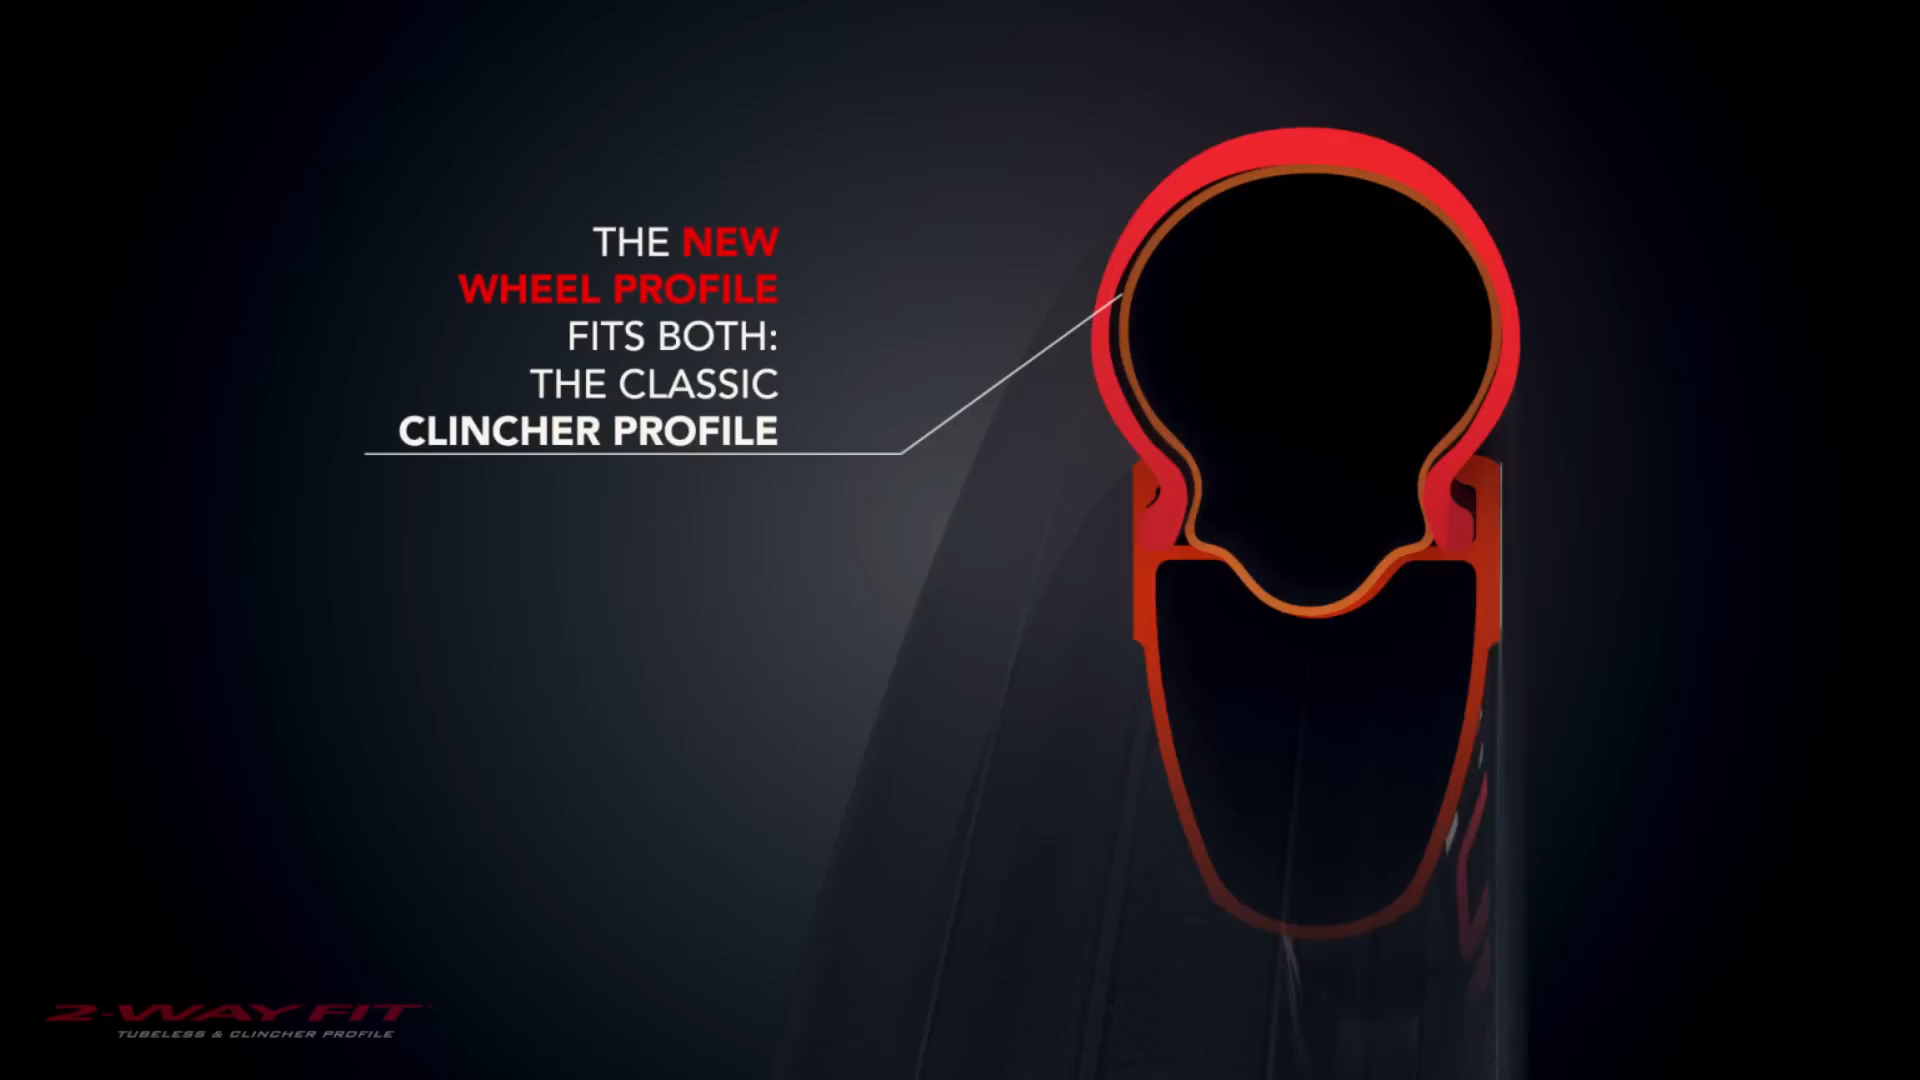 THE NEW
WHEEL PROFILE
FITS BOTH:
THE CLASSIC
CLINCHER PROFILE
2-WAY FIT
TUBELESS & CLINCHER PROFILE